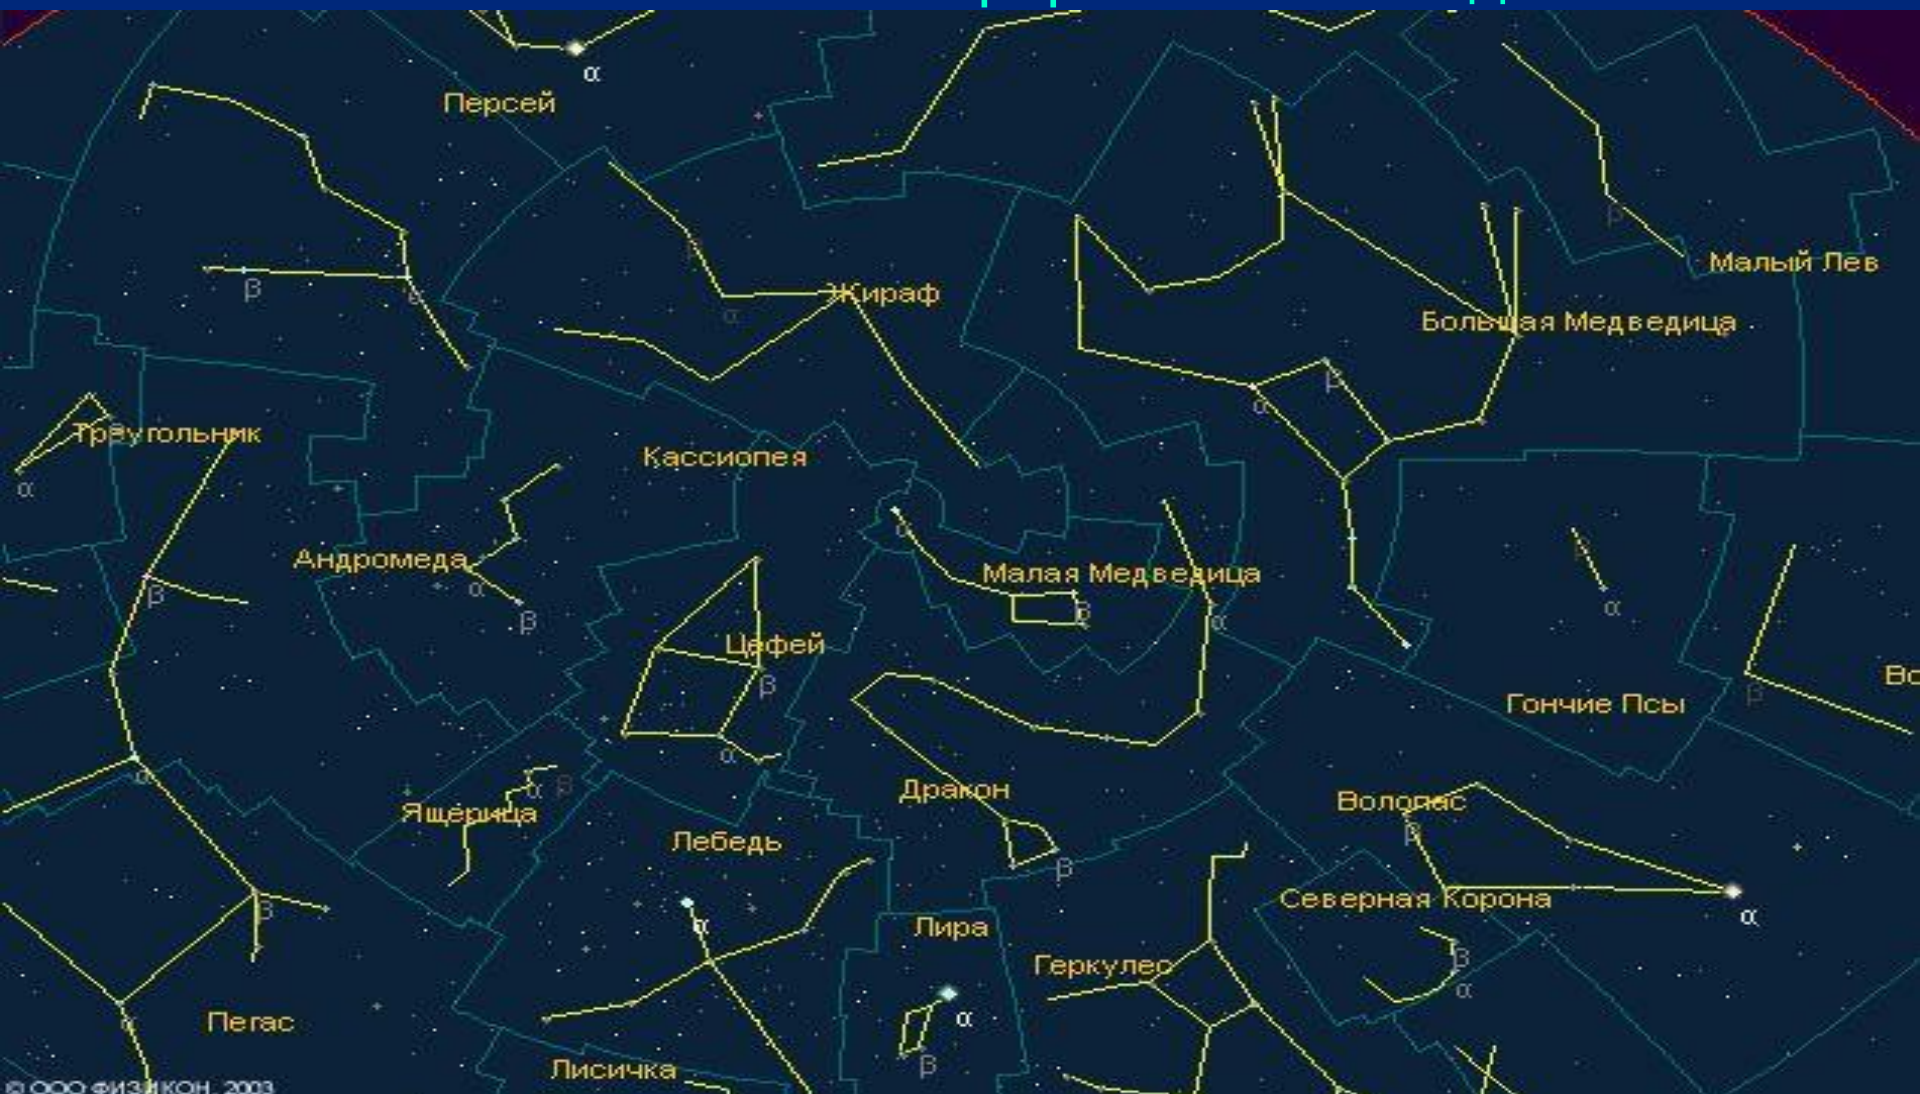 α
Персей
β
Малый Лев
β
β
Жираф
α
Большая Медведица
β
α
Треугольник
α
Кассиопея
α
Андромеда
α
β
β
Малая Медведица
β
α
β
α
Цефей
β
α
Гончие Псы
β
α
Дракон
β
Ящерица
α
β
Волопас
β
α
Лебедь
α
Северная Корона
β
α
Лира
α
β
Геркулес
β
α
Пегас
Лисичка
© ООО ФИЗИКОН, 2003